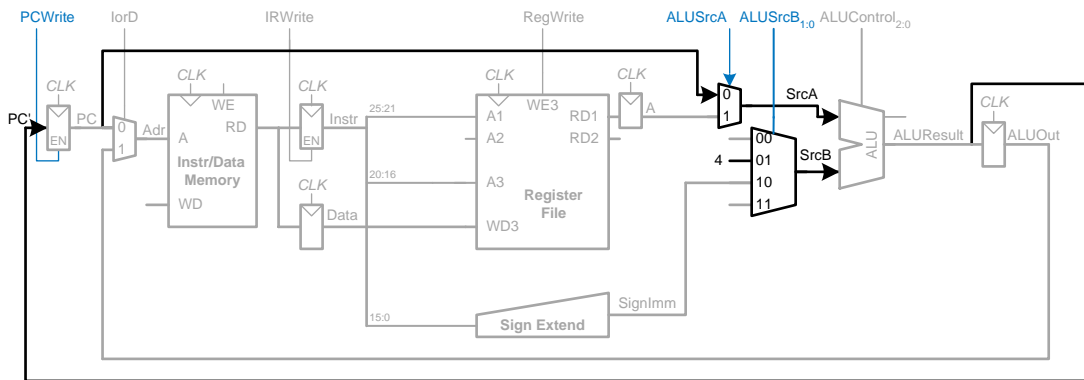 PCWrite IorD IRWrite RegWrite ALUSrcA ALUSrcB1:0 ALUControl2:0
CLK CLK CLK CLK CLK
WE WE3 A 0 SrcA
PC' PC 0 Adr A RD Instr 25:21 A1 RD1 1
EN EN A2 RD2 00 ALUResult ALUOut
1 Instr/Data Memory 4 01 SrcB ALU
CLK 20:16 A3 10
WD Data Register File 11
WD3
SignImm
15:0 Sign Extend
CLK